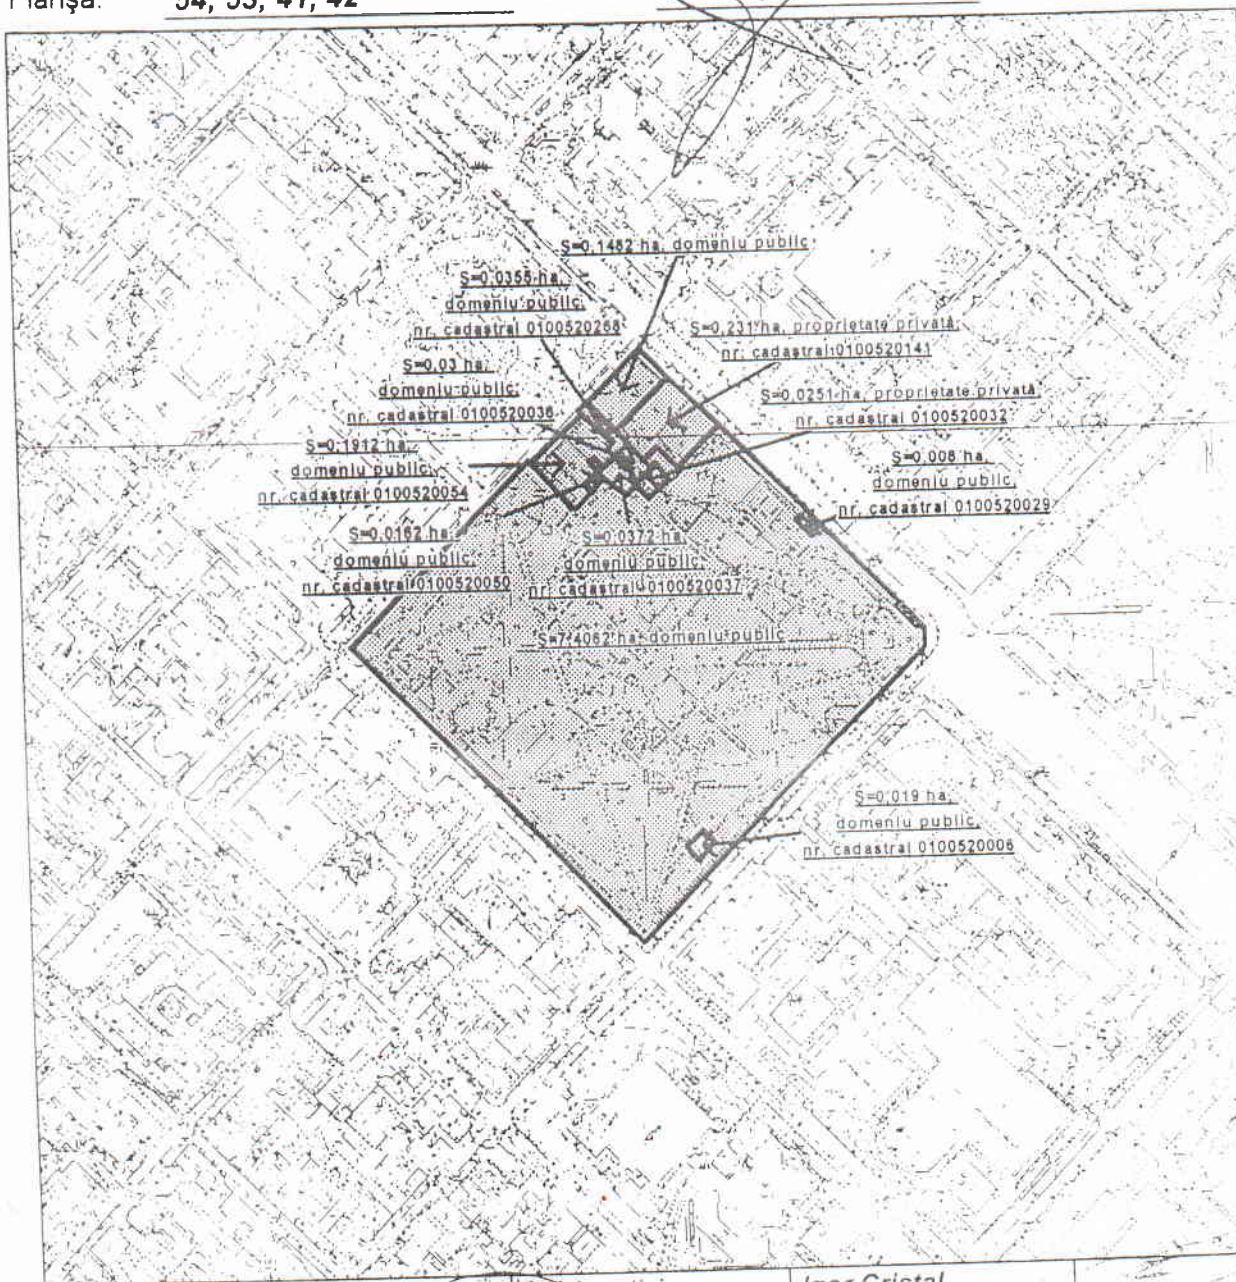 Planşa: 54, 53, 41, 42
S=0,1482 ha, domeniu public
S=0,0355 ha,
domeniu public,
nr. cadastral 0100520268
S=0,231 ha, proprietate privată,
nr. cadastral 0100520141
S=0,03 ha,
domeniu public,
nr. cadastral 0100520036
S=0,0251 ha, proprietate privată,
nr. cadastral 0100520032
S=0,1912 ha,
domeniu public,
nr. cadastral 0100520054
S=0,008 ha,
domeniu public,
nr. cadastral 0100520029
S=0,0162 ha,
domeniu public,
nr. cadastral 0100520050
S=0,0372 ha,
domeniu public,
nr. cadastral 0100520037
S=7,4062 ha, domeniu public
S=0,019 ha,
domeniu public,
nr. cadastral 0100520006
Igor Cristal